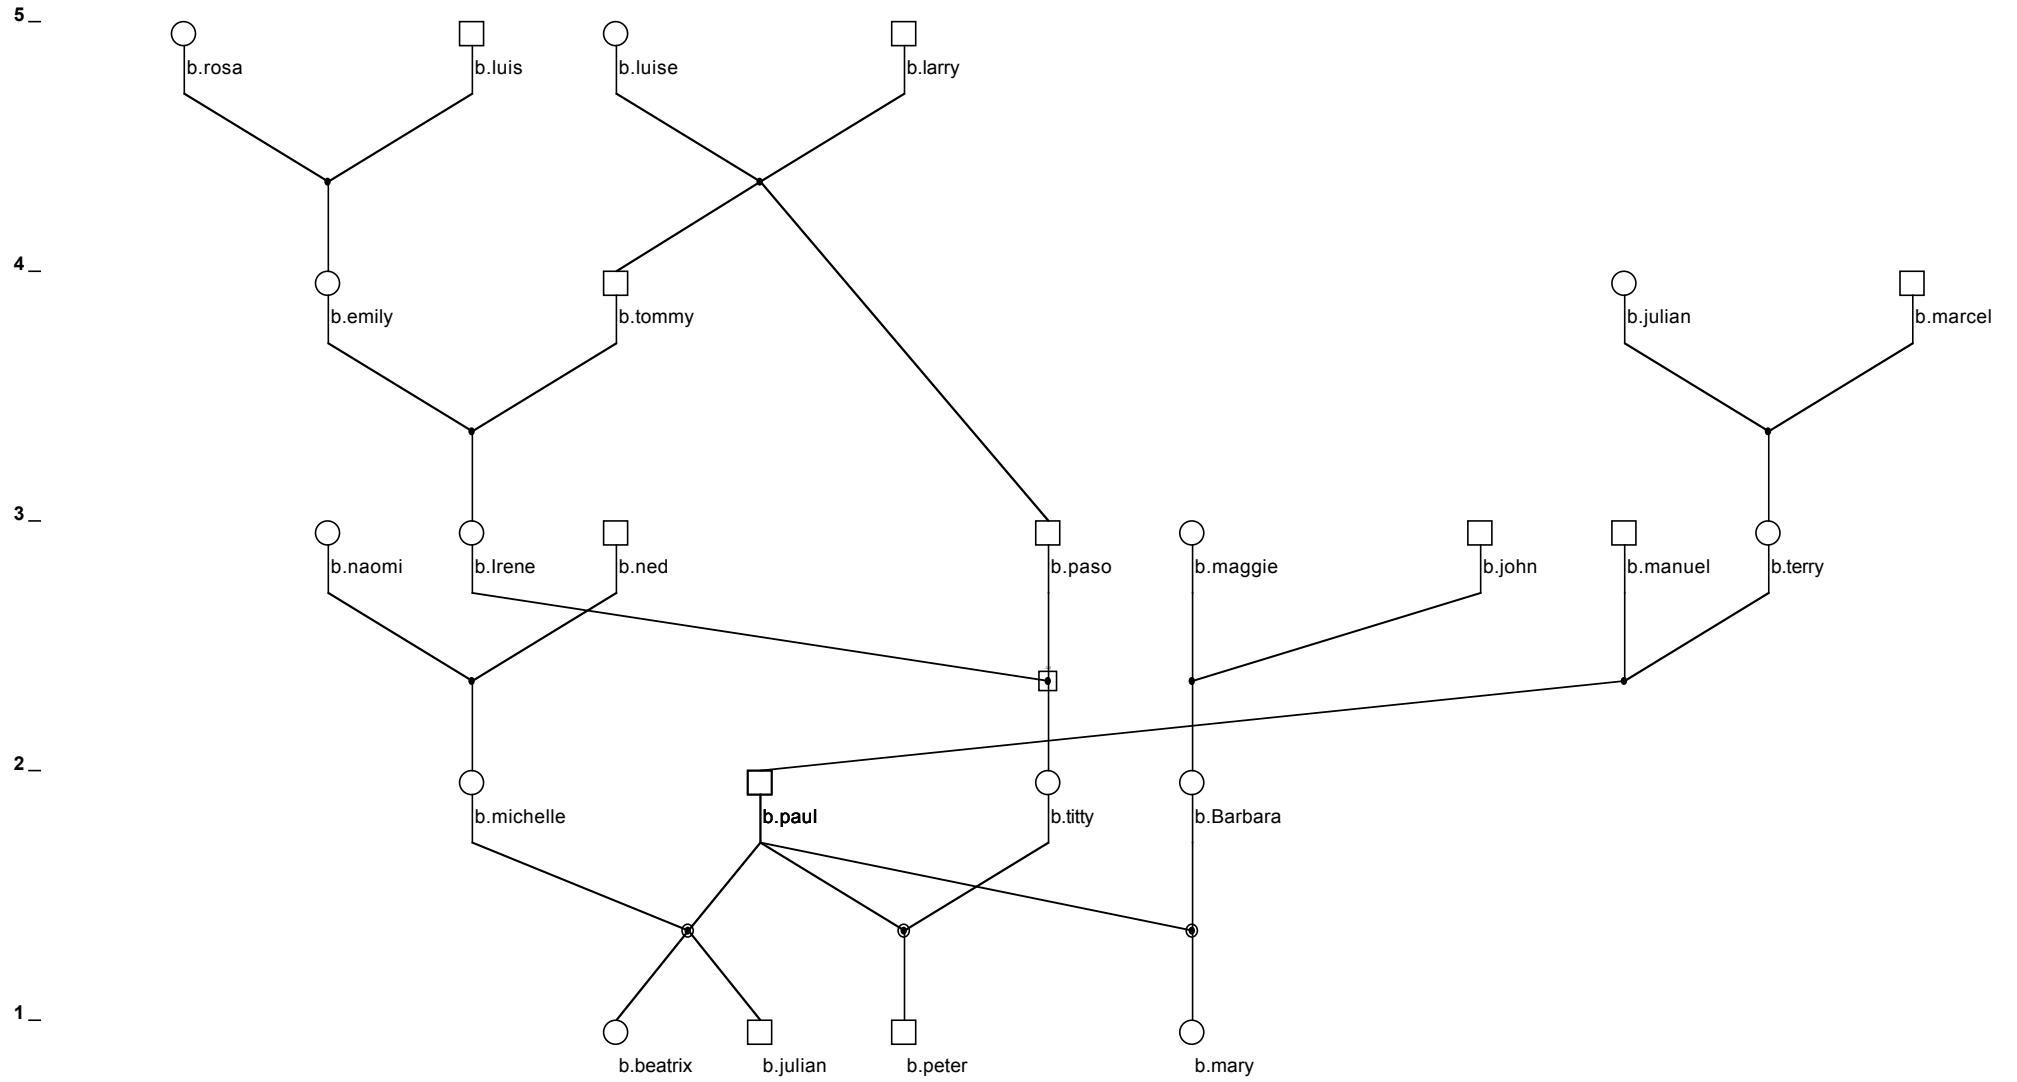 5 _
b.rosa b.luis b.luise b.larry
4 _
b.emily b.tommy b.julian b.marcel
3 _
b.naomi b.Irene b.ned b.paso b.maggie b.john b.manuel b.terry
2 _
b.michelle b.paul b.titty b.Barbara
1 _
b.beatrix b.julian b.peter b.mary